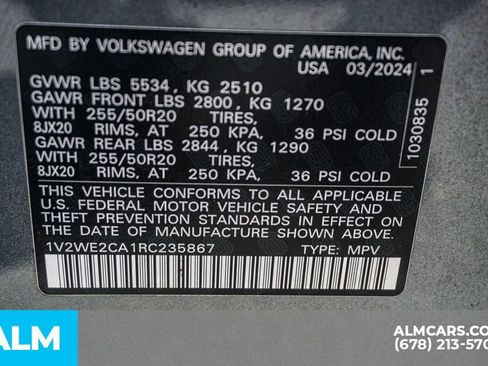 MFD BY VOLKSWAGEN GROUP OF AMERICA, INC.
USA 03/2024
GVWR LBS 5534, KG 2510
GAWR FRONT LBS 2800, KG 1270
WITH 255/50R20 TIRES,
8JX20 RIMS, AT 250 KPA, 36 PSI COLD
GAWR REAR LBS 2844, KG 1290
WITH 255/50R20 TIRES,
8JX20 RIMS, AT 250 KPA, 36 PSI COLD
THIS VEHICLE CONFORMS TO ALL APPLICABLE
U.S. FEDERAL MOTOR VEHICLE SAFETY AND
THEFT PREVENTION STANDARDS IN EFFECT ON
THE DATE OF MANUFACTURE SHOWN ABOVE.
1V2WE2CA1RC235867 TYPE: MPV
1030835 1
ALM
ALMCARS.COM
(678) 213-570